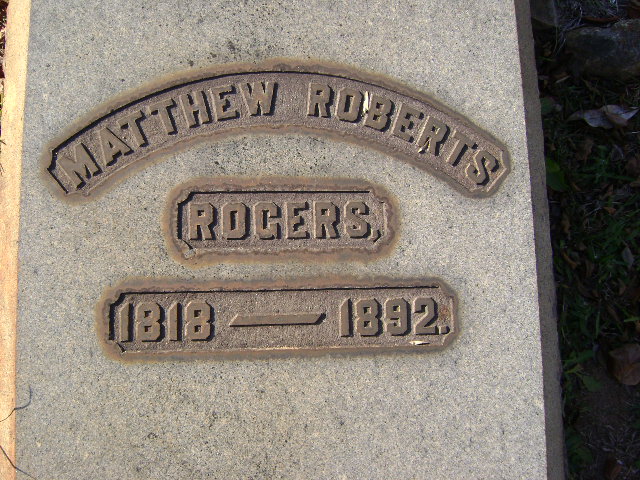 MATTHEW ROBERTS
ROGERS,
1818 — 1892.